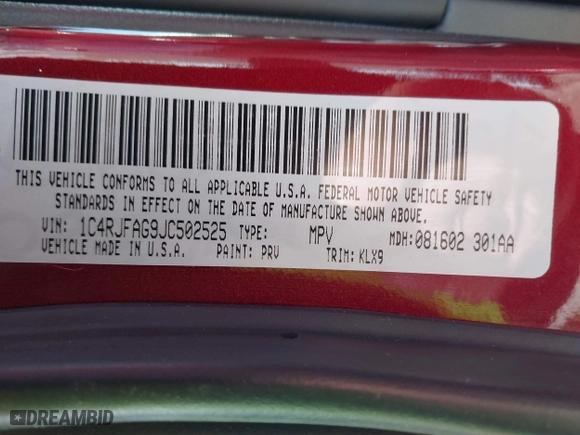 THIS VEHICLE CONFORMS TO ALL APPLICABLE U.S.A. FEDERAL MOTOR VEHICLE SAFETY
STANDARDS IN EFFECT ON THE DATE OF MANUFACTURE SHOWN ABOVE.
VIN: 1C4RJFAG9JC502525 TYPE: MPV MDH:081602 301AA
VEHICLE MADE IN U.S.A. PAINT: PRV TRIM:KLX9
DREAMBID